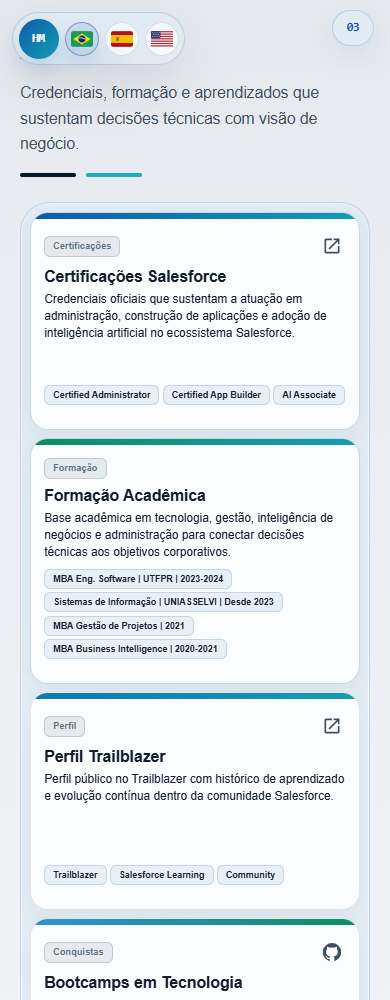 HM
03
Credenciais, formação e aprendizados que
sustentam decisões técnicas com visão de
negócio.
Certificações
Certificações Salesforce
Credenciais oficiais que sustentam a atuação em
administração, construção de aplicações e adoção de
inteligência artificial no ecossistema Salesforce.
Certified Administrator
Certified App Builder
AI Associate
Formação
Formação Acadêmica
Base acadêmica em tecnologia, gestão, inteligência de
negócios e administração para conectar decisões
técnicas aos objetivos corporativos.
MBA Eng. Software | UTFPR | 2023-2024
Sistemas de Informação | UNIASSELVI | Desde 2023
MBA Gestão de Projetos | 2021
MBA Business Intelligence | 2020-2021
Perfil
Perfil Trailblazer
Perfil público no Trailblazer com histórico de aprendizado
e evolução contínua dentro da comunidade Salesforce.
Trailblazer
Salesforce Learning
Community
Conquistas
Bootcamps em Tecnologia